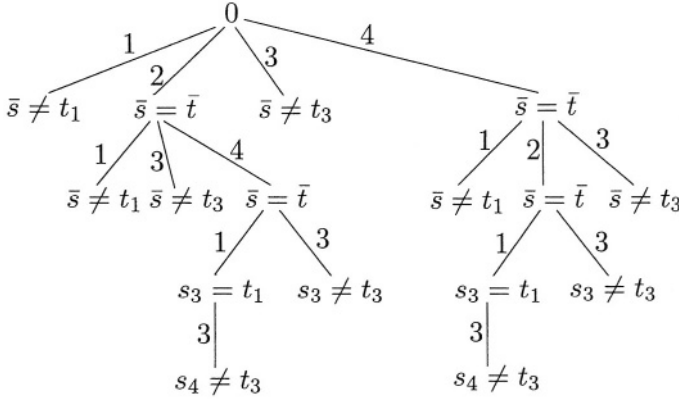 0
1 2 3 4
s̄ ≠ t₁ s̄ = t̄ s̄ ≠ t₃ s̄ = t̄
1 3 4 1 2 3
s̄ ≠ t₁ s̄ ≠ t₃ s̄ = t̄ s̄ ≠ t₁ s̄ = t̄ s̄ ≠ t₃
1 3 1 3
s₃ = t₁ s₃ ≠ t₃ s₃ = t₁ s₃ ≠ t₃
3 3
s₄ ≠ t₃ s₄ ≠ t₃